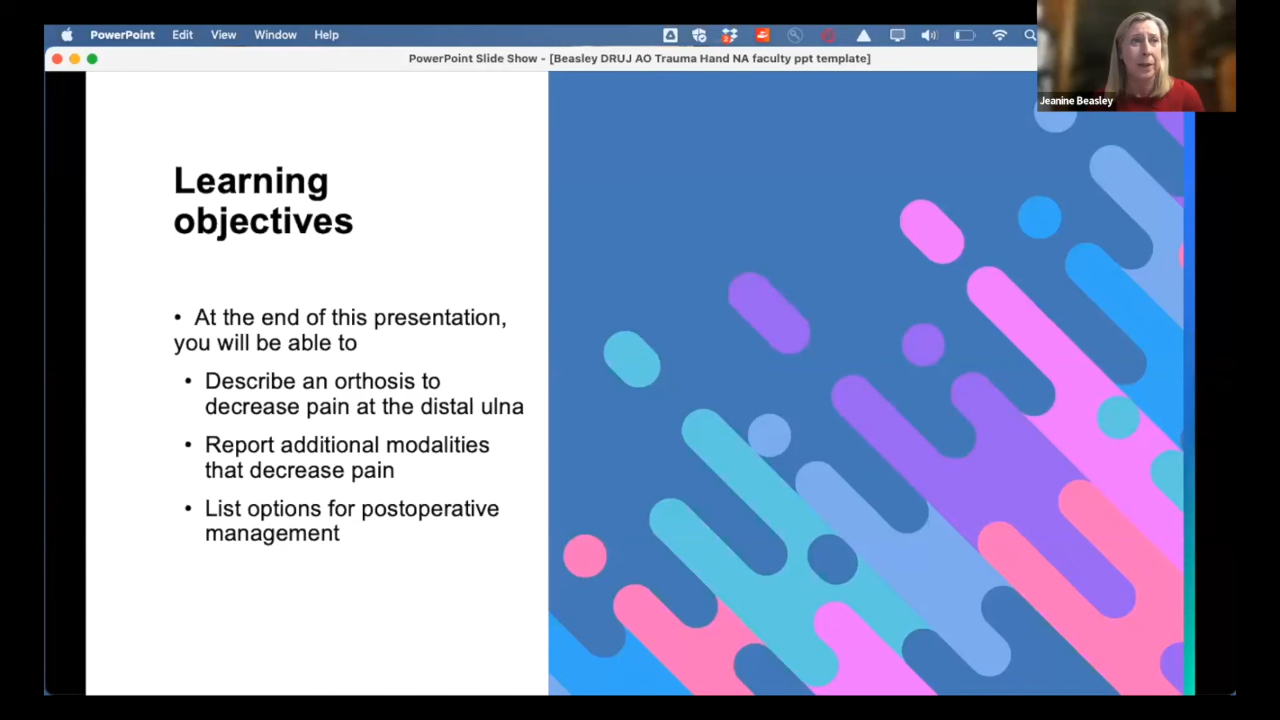 PowerPoint Edit View Window Help
PowerPoint Slide Show - [Beasley DRUJ AO Trauma Hand NA faculty ppt template]
Jeanine Beasley
Learning
objectives
• At the end of this presentation,
you will be able to
• Describe an orthosis to
decrease pain at the distal ulna
• Report additional modalities
that decrease pain
• List options for postoperative
management